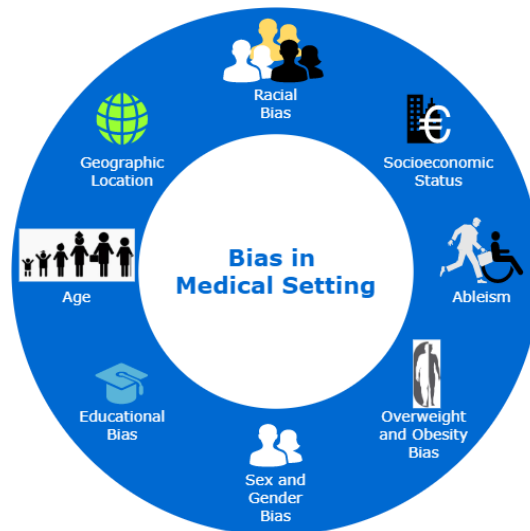 Bias in
Medical Setting
Racial
Bias
Socioeconomic
Status
Ableism
Overweight
and Obesity
Bias
Sex and
Gender
Bias
Educational
Bias
Age
Geographic
Location